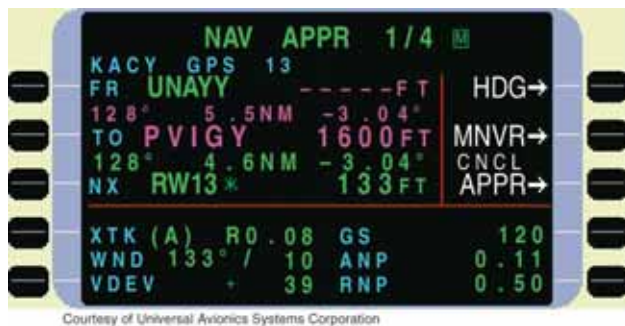 NAV APPR 1/4 M
KACY GPS 13
FR UNAYY -----FT HDG→
128° 5.5NM -3.04°
TO PVIGY 1600FT MNVR→
128° 4.6NM -3.04° CNCL
NX RW13* 133FT APPR→
XTK (A) R0.08 GS 120
WND 133°/ 10 ANP 0.11
VDEV + 39 RNP 0.50
Courtesy of Universal Avionics Systems Corporation